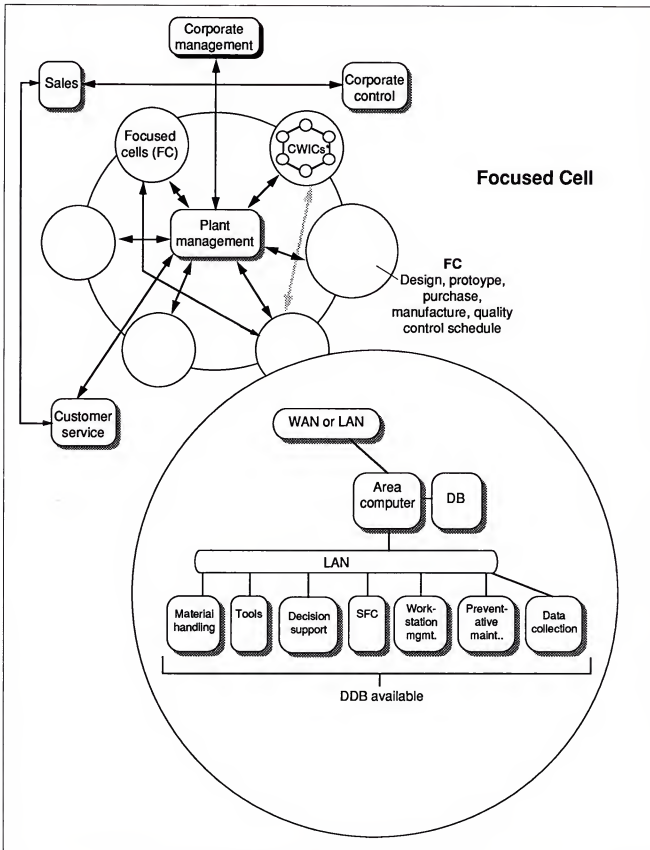 Corporate
management
Sales
Corporate
control
Focused
cells (FC)
CWICs*
Focused Cell
Plant
management
FC
Design, protoype,
purchase,
manufacture, quality
control schedule
Customer
service
WAN or LAN
Area
computer
DB
LAN
Material
handling
Tools
Decision
support
SFC
Work-
station
mgmt.
Prevent-
ative
maint..
Data
collection
DDB available